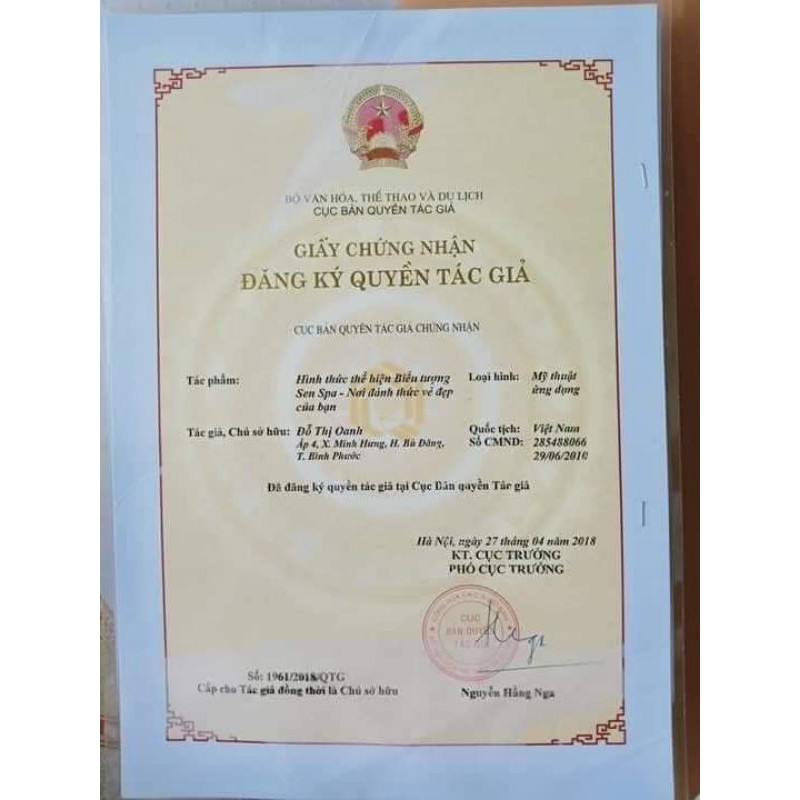 BỘ VĂN HÓA, THỂ THAO VÀ DU LỊCH
CỤC BẢN QUYỀN TÁC GIẢ
GIẤY CHỨNG NHẬN
ĐĂNG KÝ QUYỀN TÁC GIẢ
CỤC BẢN QUYỀN TÁC GIẢ CHỨNG NHẬN
Tác phẩm: Hình thức thể hiện Biểu tượng Loại hình: Mỹ thuật
Sen Spa - Nơi đánh thức vẻ đẹp ứng dụng
của bạn
Tác giả, Chủ sở hữu: Đỗ Thị Oanh Quốc tịch: Việt Nam
Ấp 4, X. Minh Hưng, H. Bù Đăng, Số CMND: 285488066
T. Bình Phước 29/06/2010
Đã đăng ký quyền tác giả tại Cục Bản quyền Tác giả
Hà Nội, ngày 27 tháng 04 năm 2018
KT. CỤC TRƯỞNG
PHÓ CỤC TRƯỞNG
CỤC
BẢN QUYỀN
TÁC GIẢ
Số: 1961/2018/QTG
Cấp cho Tác giả đồng thời là Chủ sở hữu
Nguyễn Hằng Nga